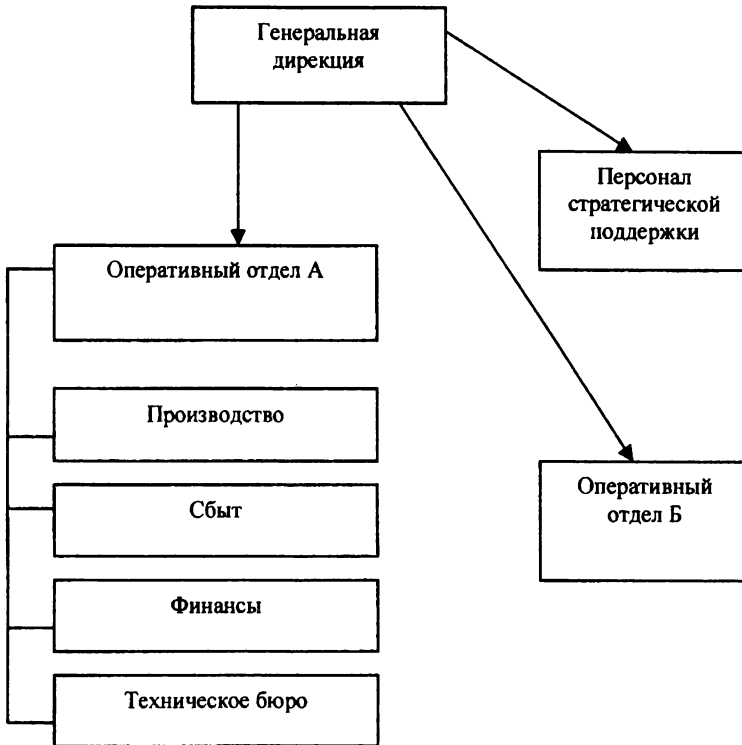 Генеральная
дирекция
Персонал
стратегической
поддержки
Оперативный отдел А
Производство
Сбыт
Оперативный
отдел Б
Финансы
Техническое бюро